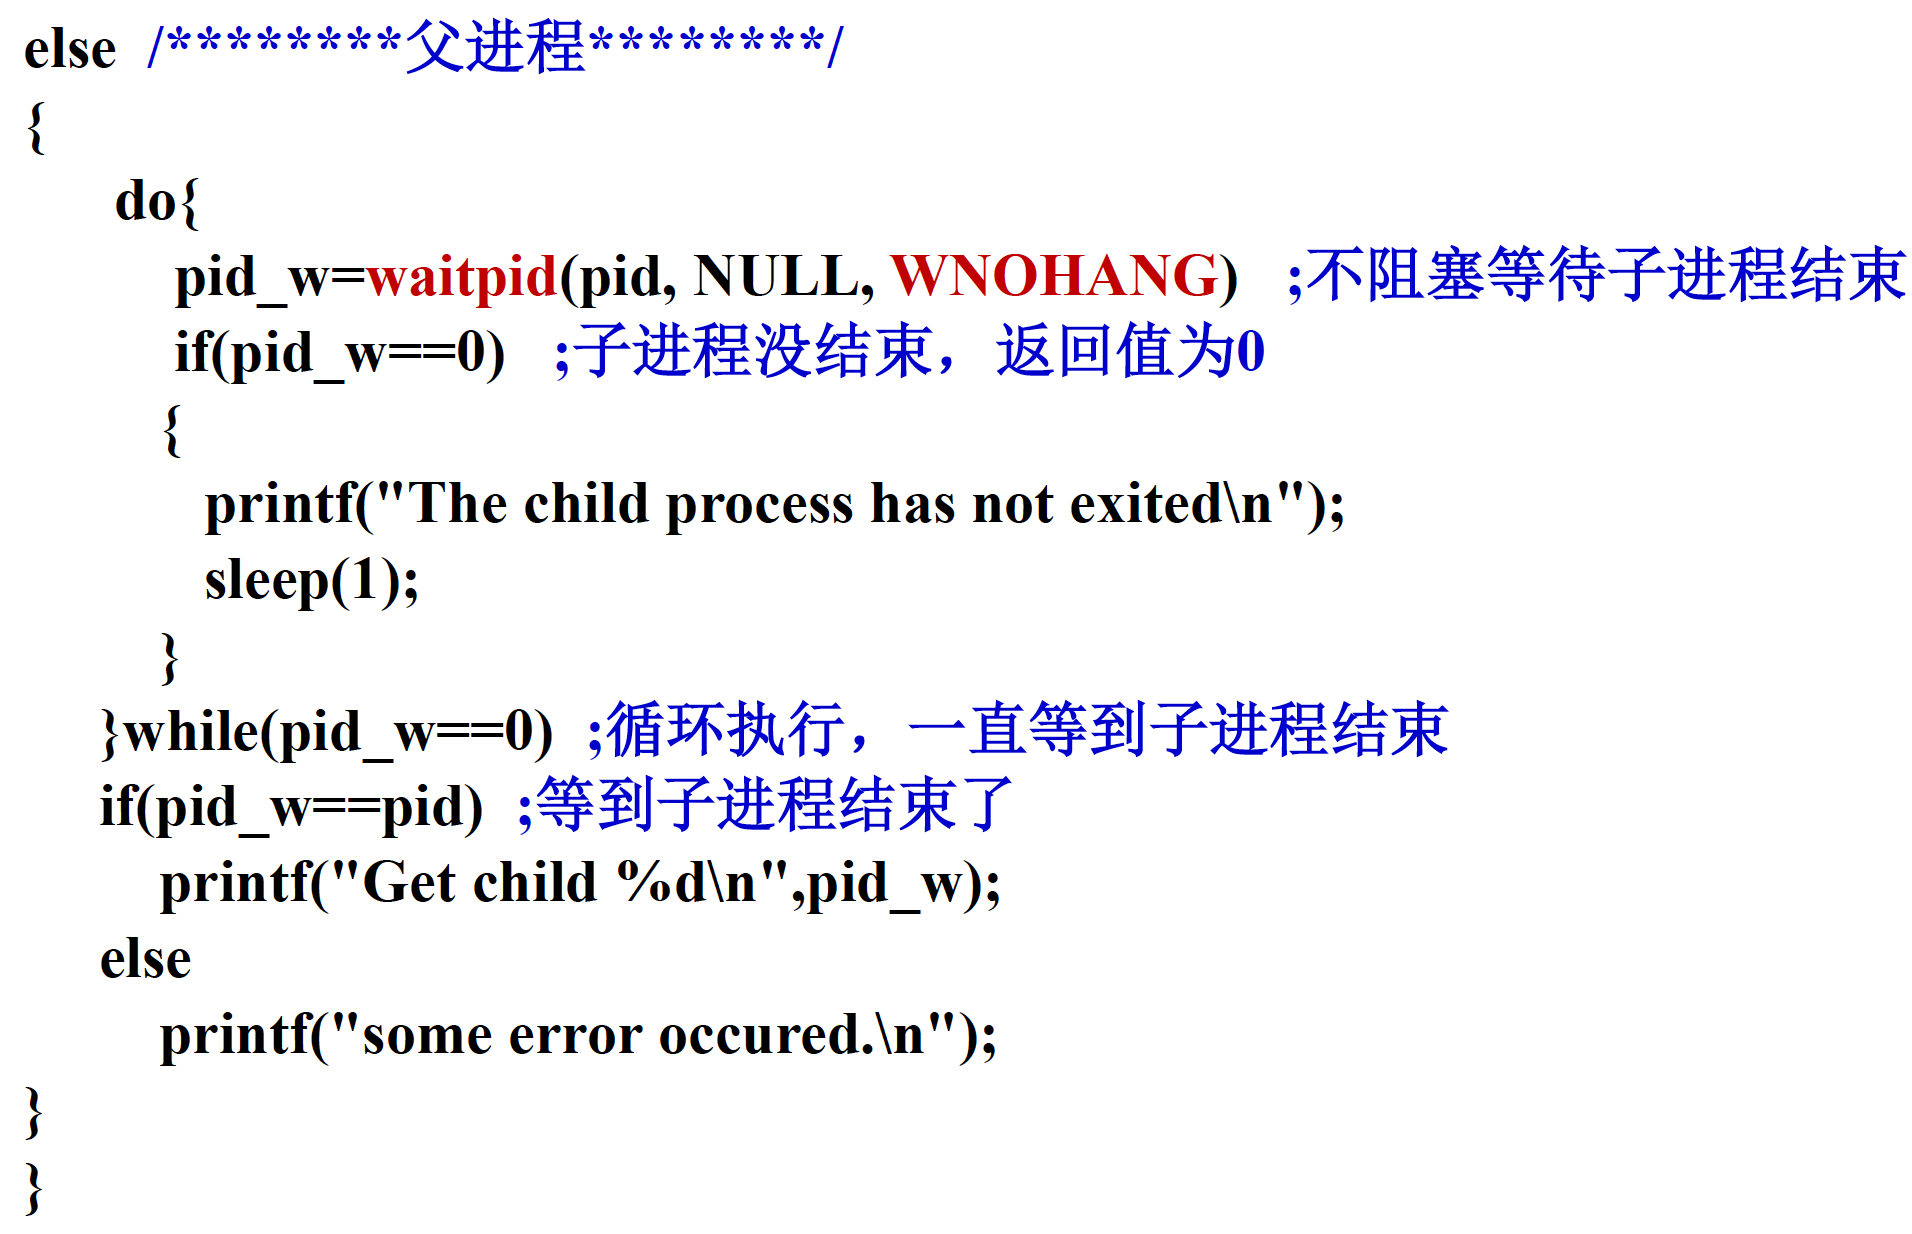 else /********父进程********/
{
do{
pid_w=waitpid(pid, NULL, WNOHANG) ;不阻塞等待子进程结束
if(pid_w==0) ;子进程没结束，返回值为0
{
printf("The child process has not exited\n");
sleep(1);
}
}while(pid_w==0) ;循环执行，一直等到子进程结束
if(pid_w==pid) ;等到子进程结束了
printf("Get child %d\n",pid_w);
else
printf("some error occured.\n");
}
}